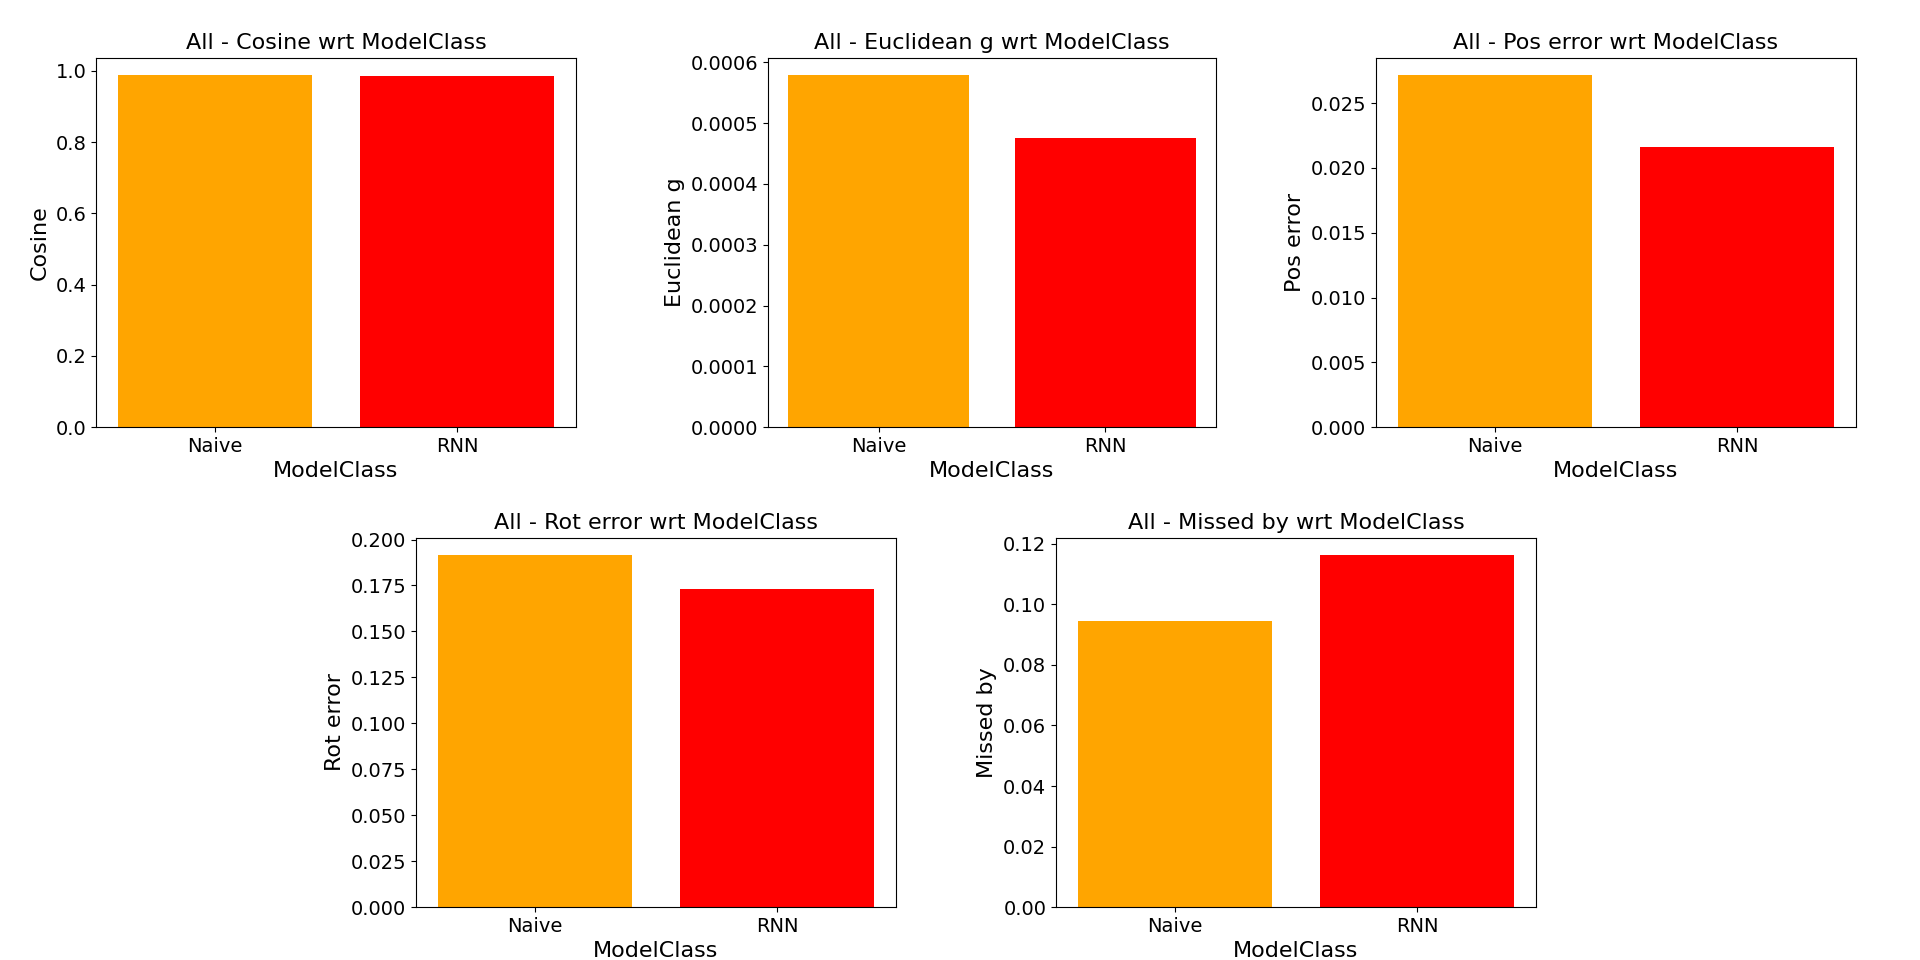 All - Cosine wrt ModelClass
1.0
0.8
0.6
0.4
0.2
0.0
Cosine
Naive RNN
ModelClass
All - Euclidean g wrt ModelClass
0.0006
0.0005
0.0004
0.0003
0.0002
0.0001
0.0000
Euclidean g
Naive RNN
ModelClass
All - Pos error wrt ModelClass
0.025
0.020
0.015
0.010
0.005
0.000
Pos error
Naive RNN
ModelClass
All - Rot error wrt ModelClass
0.200
0.175
0.150
0.125
0.100
0.075
0.050
0.025
0.000
Rot error
Naive RNN
ModelClass
All - Missed by wrt ModelClass
0.12
0.10
0.08
0.06
0.04
0.02
0.00
Missed by
Naive RNN
ModelClass